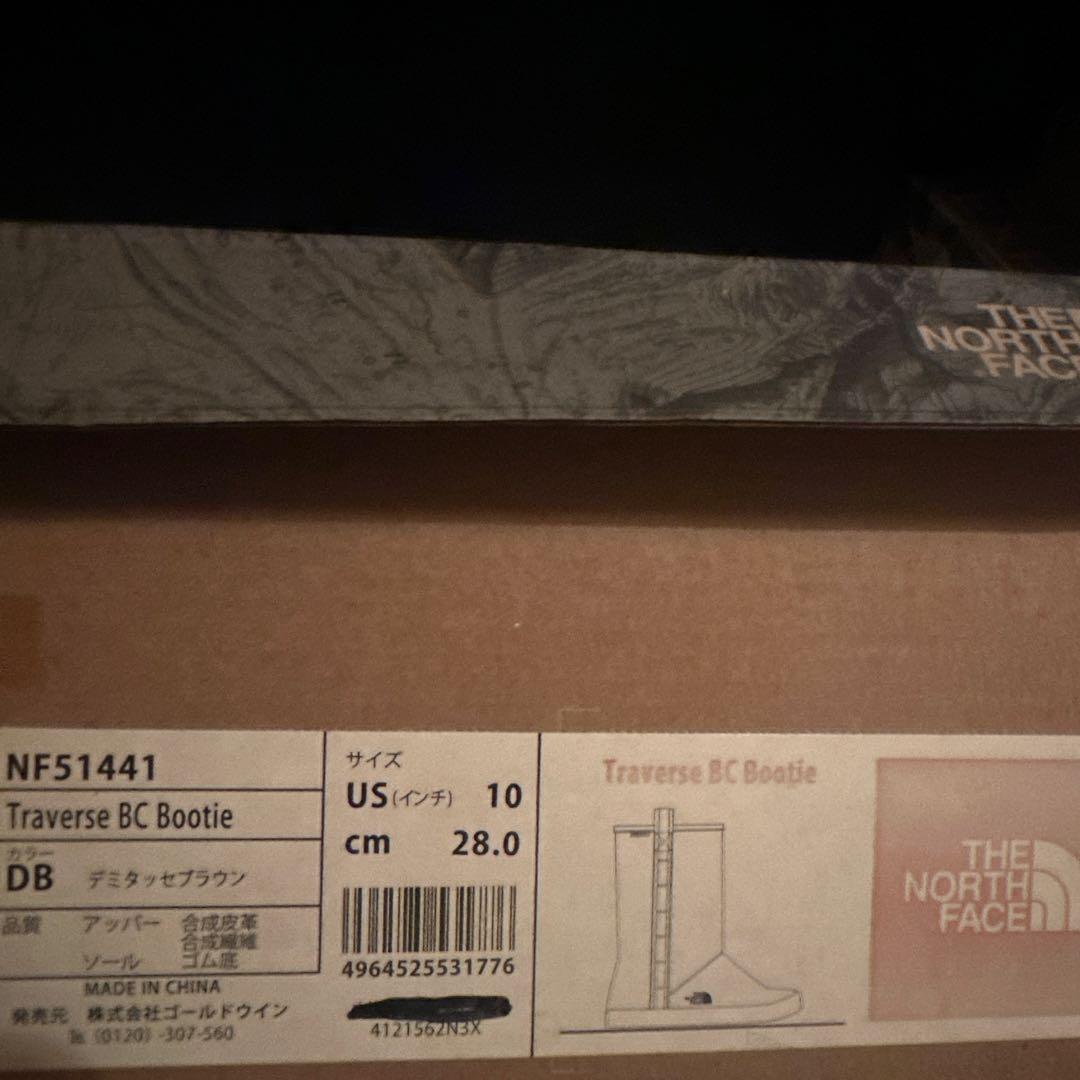 THE
NORTH
FACE
NF51441
Traverse BC Bootie
カラー
DB デミタッセブラウン
品質 アッパー 合成皮革
合成繊維
ソール ゴム底
MADE IN CHINA
発売元 株式会社ゴールドウイン
℡ (0120) -307-560
サイズ
US(インチ) 10
cm 28.0
4964525531776
4121562N3X
Traverse BC Bootie
THE
NORTH
FACE